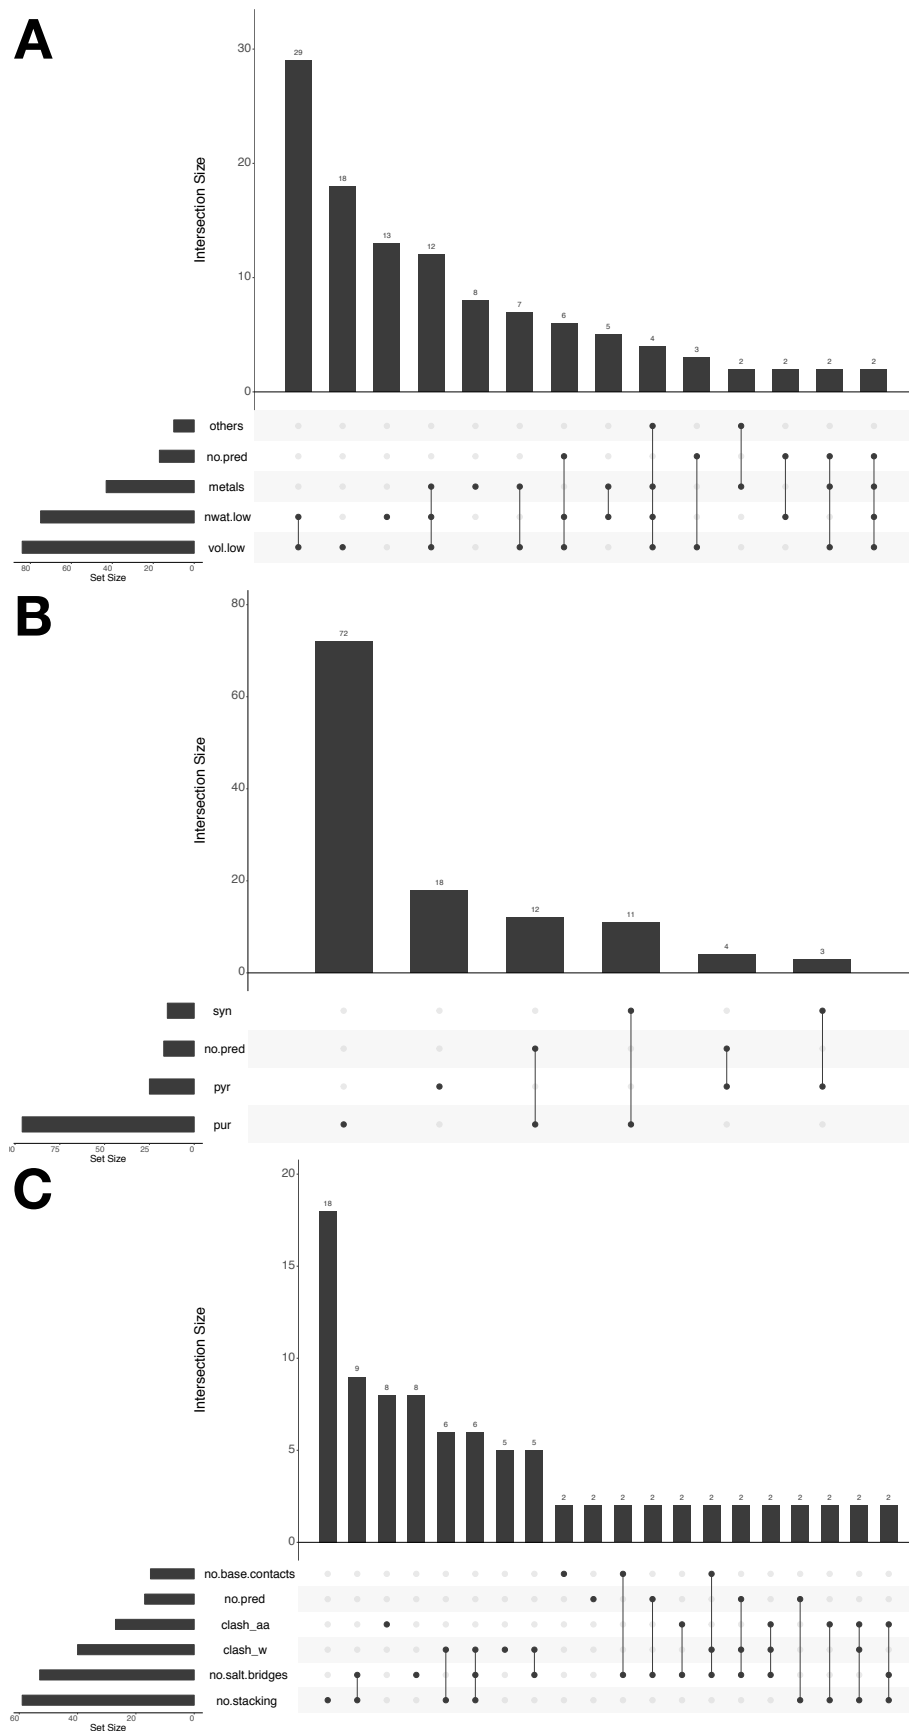 A
Intersection Size
30
20
10
0
29
18
13
12
8
7
6
5
4
3
2
2
2
2
others
no.pred
metals
nwat.low
vol.low
80
60
40
20
0
Set Size
B
Intersection Size
80
60
40
20
0
72
18
12
11
4
3
syn
no.pred
pyr
pur
75
50
25
0
Set Size
C
Intersection Size
20
15
10
5
0
18
9
8
8
6
6
5
5
2
2
2
2
2
2
2
2
2
2
2
2
no.base.contacts
no.pred
clash_aa
clash_w
no.salt.bridges
no.stacking
60
40
20
0
Set Size